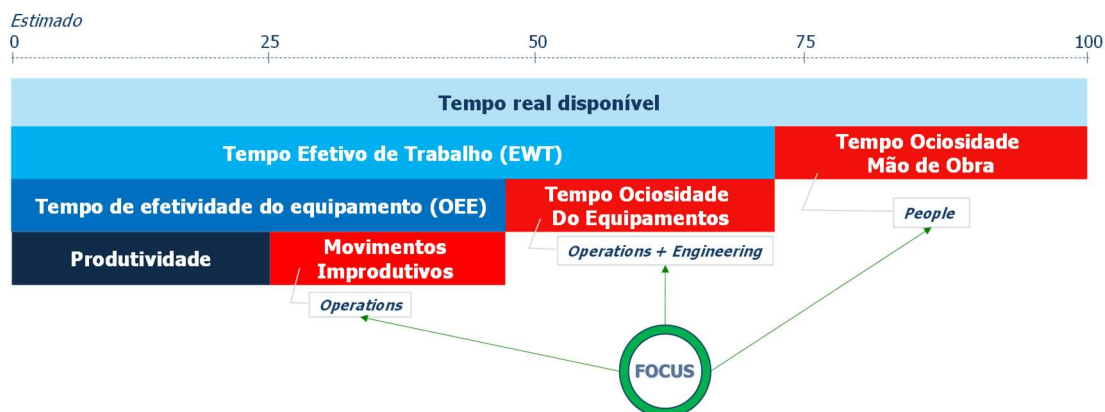 Estimado
0 25 50 75 100
Tempo real disponível
Tempo Efetivo de Trabalho (EWT)
Tempo Ociosidade
Mão de Obra
Tempo de efetividade do equipamento (OEE)
Tempo Ociosidade
Do Equipamentos
People
Produtividade
Movimentos
Improdutivos
Operations + Engineering
Operations
FOCUS